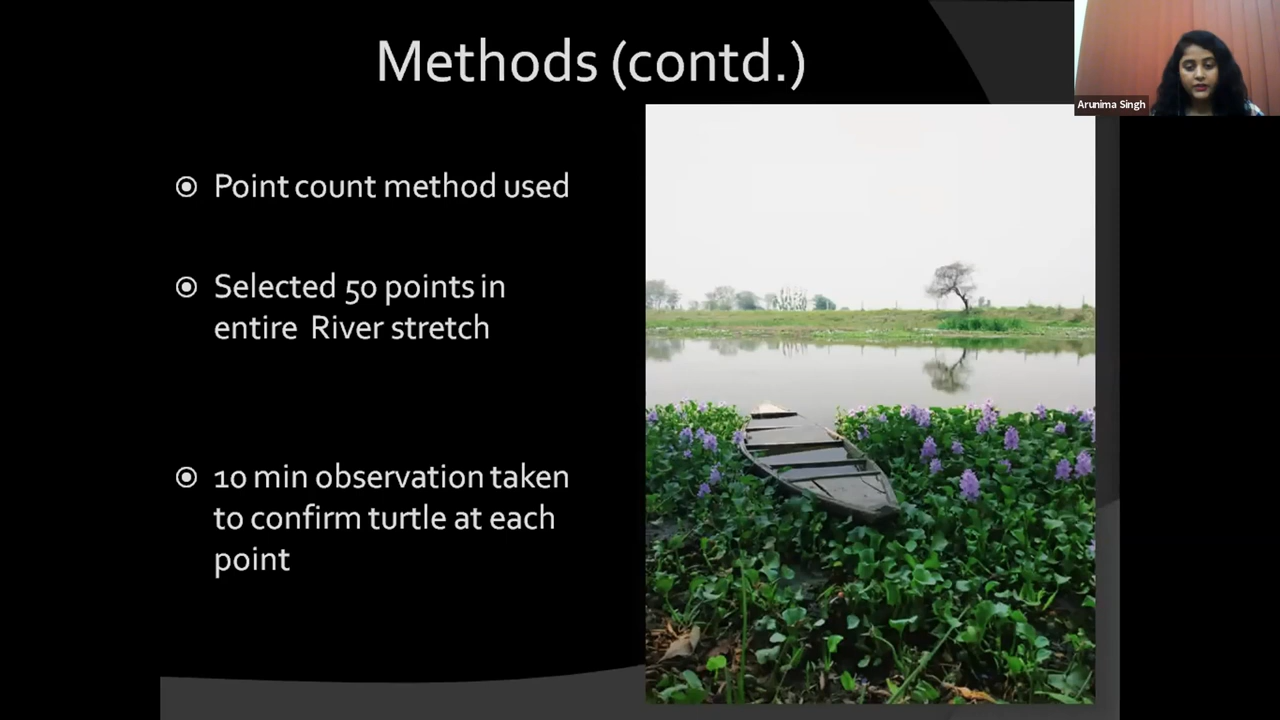 Methods (contd.)
Arunima Singh
Point count method used
Selected 50 points in
entire River stretch
10 min observation taken
to confirm turtle at each
point